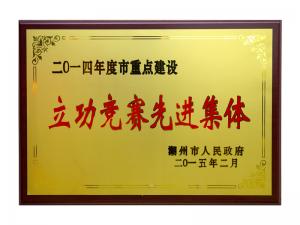 二〇一四年度市重点建设
立功竞赛先进集体
潮州市人民政府
二〇一五年二月